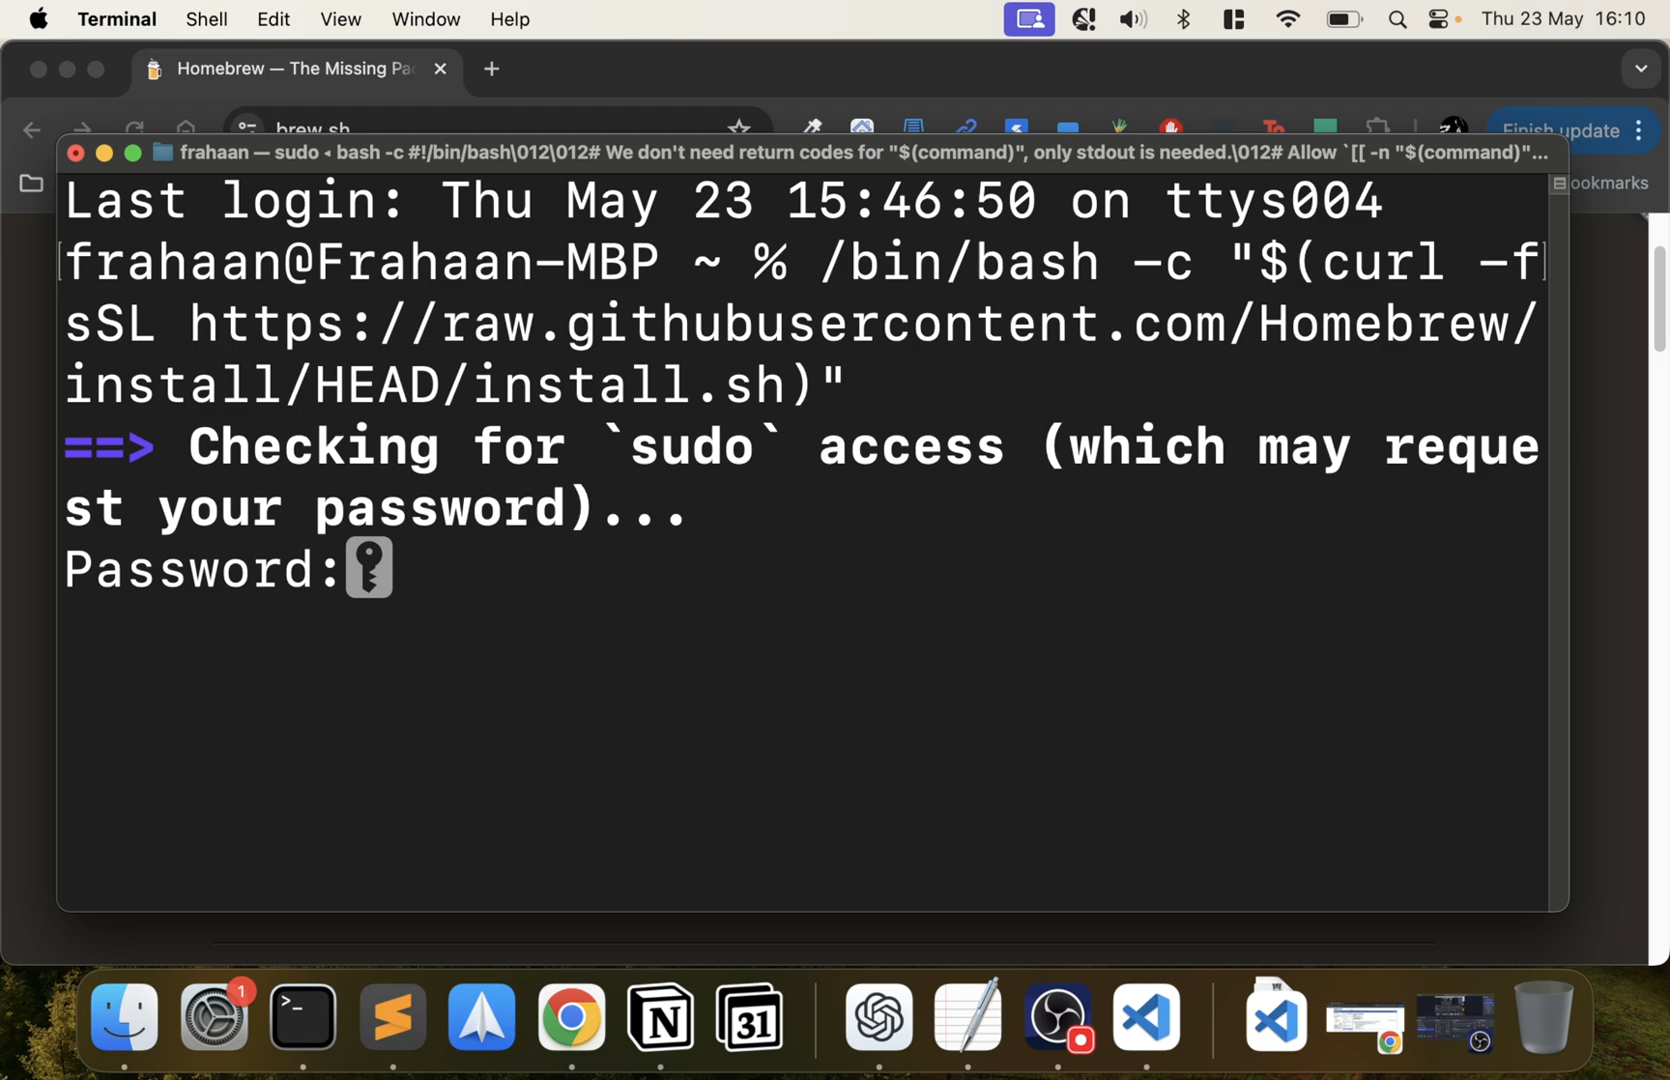 Terminal Shell Edit View Window Help Thu 23 May 16:10
Homebrew — The Missing Pa
brew.sh Finish update
frahaan — sudo ◂ bash -c #!/bin/bash\012\012# We don't need return codes for "$(command)", only stdout is needed.\012# Allow `[[ -n "$(command)"...
ookmarks
Last login: Thu May 23 15:46:50 on ttys004
frahaan@Frahaan-MBP ~ % /bin/bash -c "$(curl -f
sSL https://raw.githubusercontent.com/Homebrew/
install/HEAD/install.sh)"
==> Checking for `sudo` access (which may reque
st your password)...
Password:
1
>_
N
31